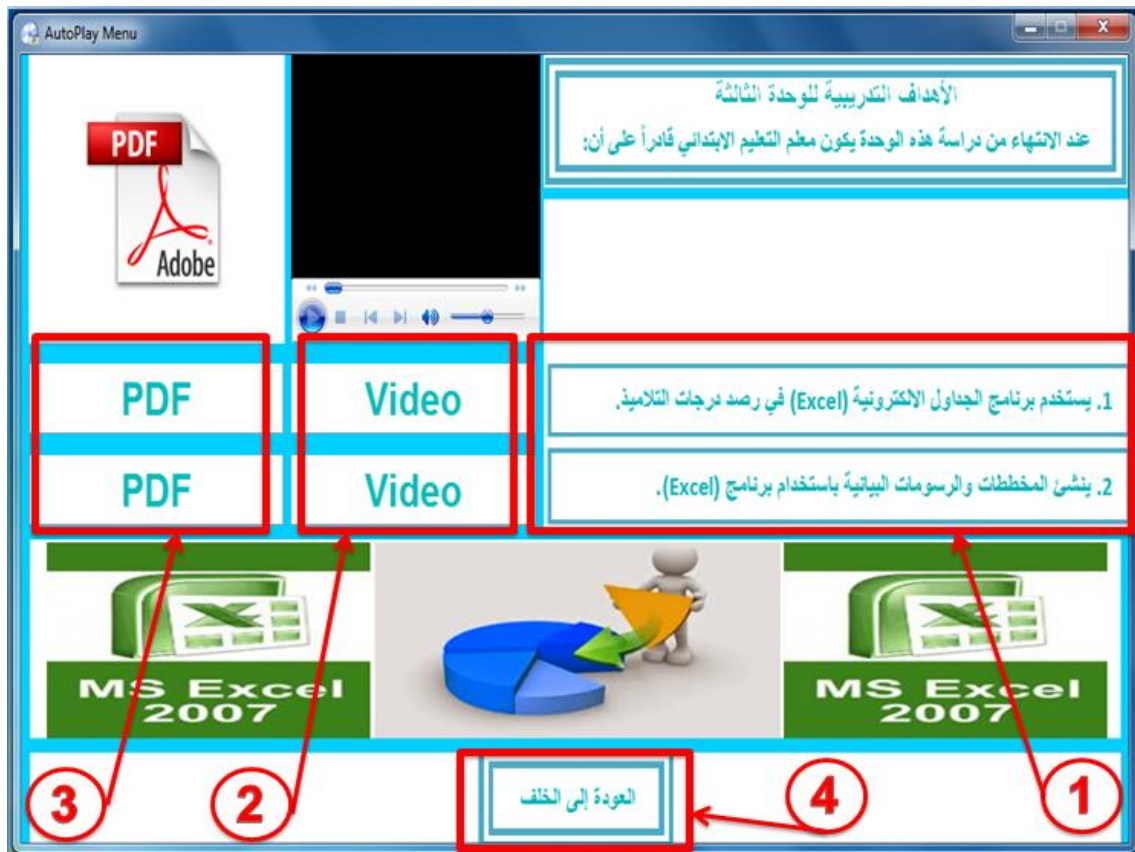 AutoPlay Menu
الأهداف التدريبية للوحدة الثالثة
عند الانتهاء من دراسة هذه الوحدة يكون معلم التعليم الابتدائي قادراً على أن:
PDF
Adobe
1. يستخدم برنامج الجداول الالكترونية (Excel) في رصد درجات التلاميذ.
Video
PDF
2. ينشئ المخططات والرسومات البيانية باستخدام برنامج (Excel).
Video
PDF
MS Excel
2007
MS Excel
2007
العودة إلى الخلف
1
4
2
3